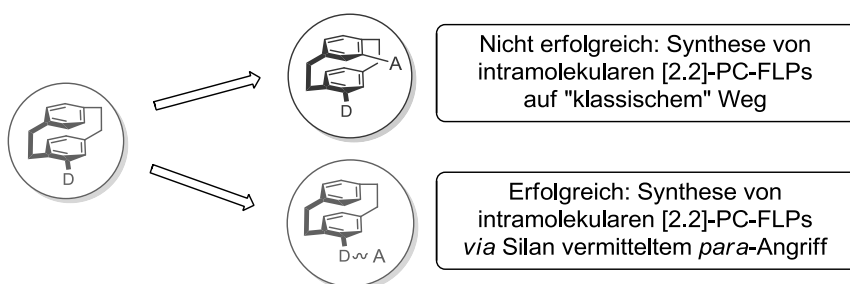 A
D
Nicht erfolgreich: Synthese von
intramolekularen [2.2]-PC-FLPs
auf "klassischem" Weg
D
D~A
Erfolgreich: Synthese von
intramolekularen [2.2]-PC-FLPs
via Silan vermitteltem para-Angriff